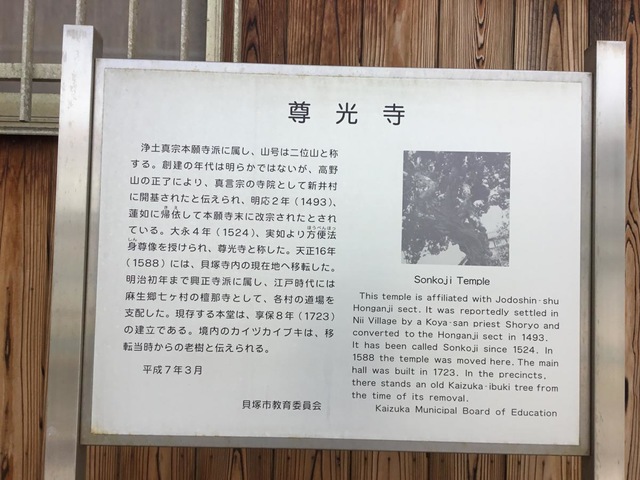 尊光寺
浄土真宗本願寺派に属し、山号は二位山と称
する。創建の年代は明らかではないが、高野
山の正了により、真言宗の寺院として新井村
に開基されたと伝えられ、明応2年(1493)、
蓮如に帰依して本願寺末に改宗されたとされ
ている。大永4年(1524)、実如より方便法
身尊像を授けられ、尊光寺と称した。天正16年
(1588)には、貝塚寺内の現在地へ移転した。
明治初年まで興正寺派に属し、江戸時代には
麻生郷七ヶ村の檀那寺として、各村の道場を
支配した。現存する本堂は、享保8年(1723)
の建立である。境内のカイヅカイブキは、移
転当時からの老樹と伝えられる。
平成7年3月
貝塚市教育委員会
Sonkoji Temple
This temple is affiliated with Jodoshin-shu
Honganji sect. It was reportedly settled in
Nii Village by a Koya-san priest Shoryo and
converted to the Honganji sect in 1493.
It has been called Sonkoji since 1524. In
1588 the temple was moved here. The main
hall was built in 1723. In the precincts,
there stands an old Kaizuka-ibuki tree from
the time of its removal.
Kaizuka Municipal Board of Education